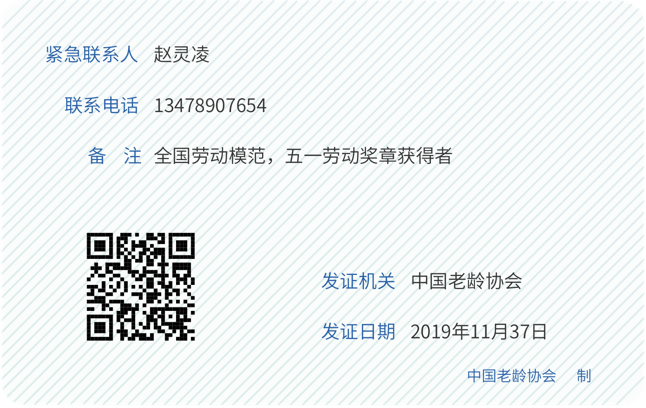 紧急联系人 赵灵凌
联系电话 13478907654
备 注 全国劳动模范，五一劳动奖章获得者
发证机关 中国老龄协会
发证日期 2019年11月37日
中国老龄协会 制